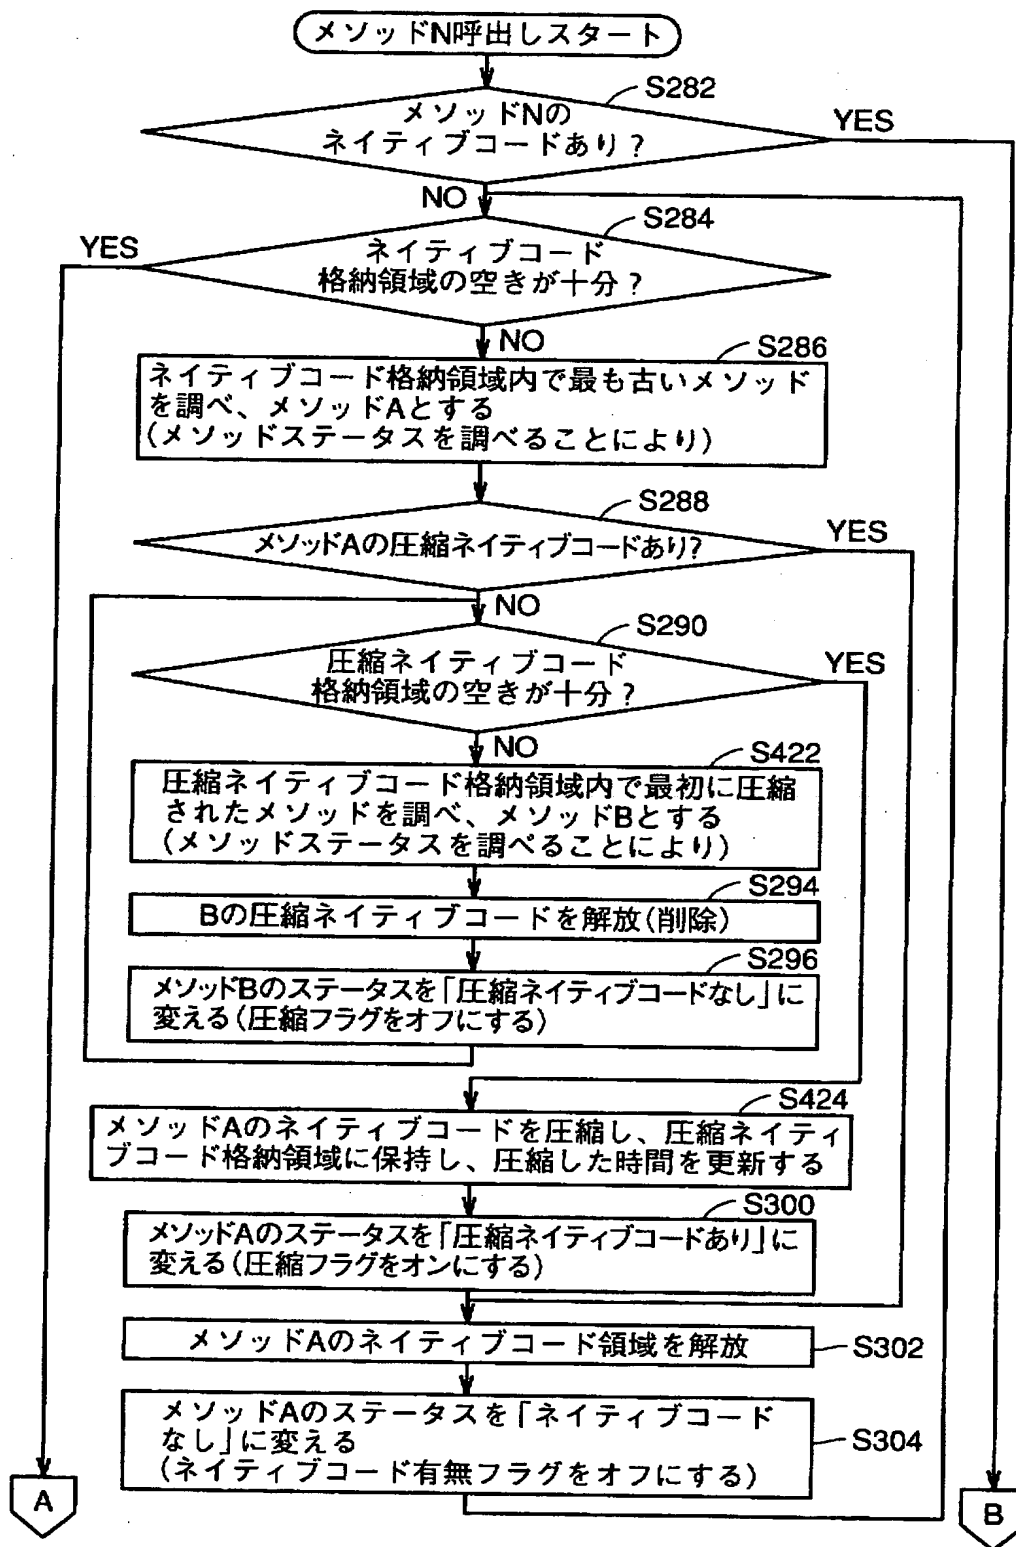 メソッドN呼出しスタート
S282
メソッドNの
ネイティブコードあり?
YES
NO
S284
YES
ネイティブコード
格納領域の空きが十分?
NO
S286
ネイティブコード格納領域内で最も古いメソッド
を調べ、メソッドAとする
(メソッドステータスを調べることにより)
S288
メソッドAの圧縮ネイティブコードあり?
YES
NO
S290
圧縮ネイティブコード
格納領域の空きが十分?
YES
NO
S422
圧縮ネイティブコード格納領域内で最初に圧縮
されたメソッドを調べ、メソッドBとする
(メソッドステータスを調べることにより)
S294
Bの圧縮ネイティブコードを解放(削除)
S296
メソッドBのステータスを「圧縮ネイティブコードなし」に
変える(圧縮フラグをオフにする)
S424
メソッドAのネイティブコードを圧縮し、圧縮ネイティ
ブコード格納領域に保持し、圧縮した時間を更新する
S300
メソッドAのステータスを「圧縮ネイティブコードあり」に
変える(圧縮フラグをオンにする)
メソッドAのネイティブコード領域を解放
S302
メソッドAのステータスを「ネイティブコード
なし」に変える
(ネイティブコード有無フラグをオフにする)
S304
A
B